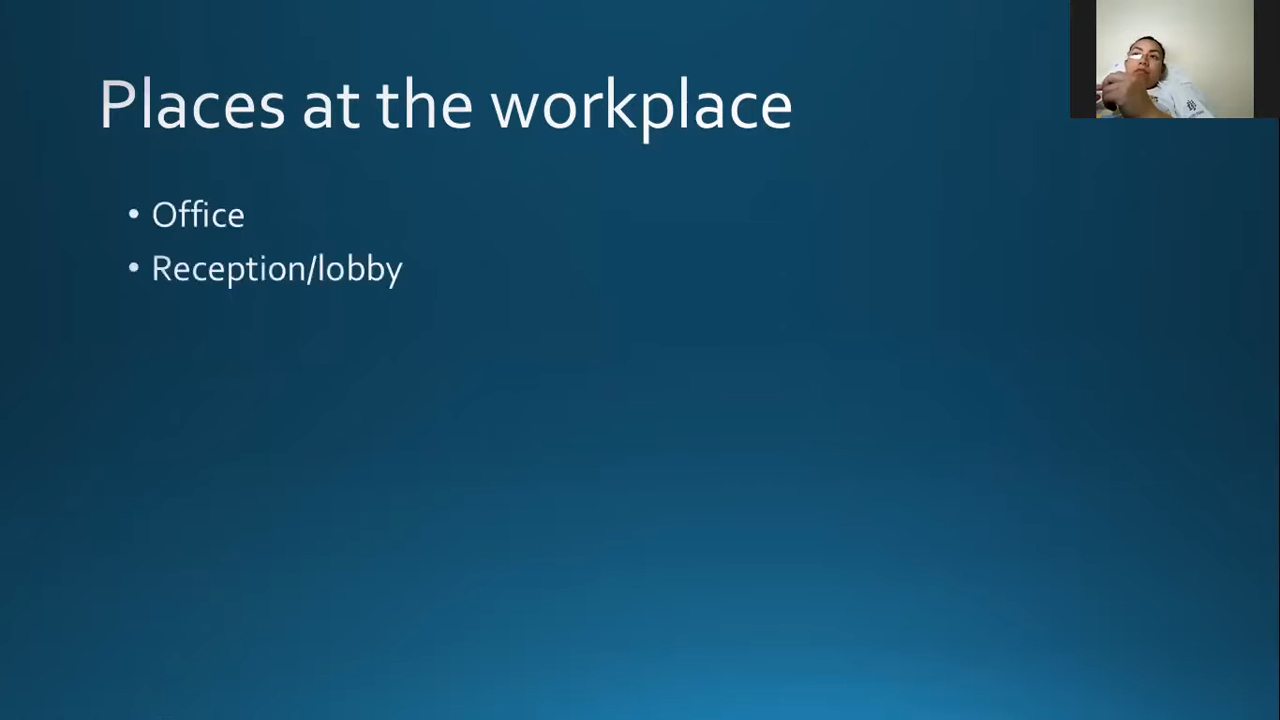 Places at the workplace
• Office
• Reception/lobby